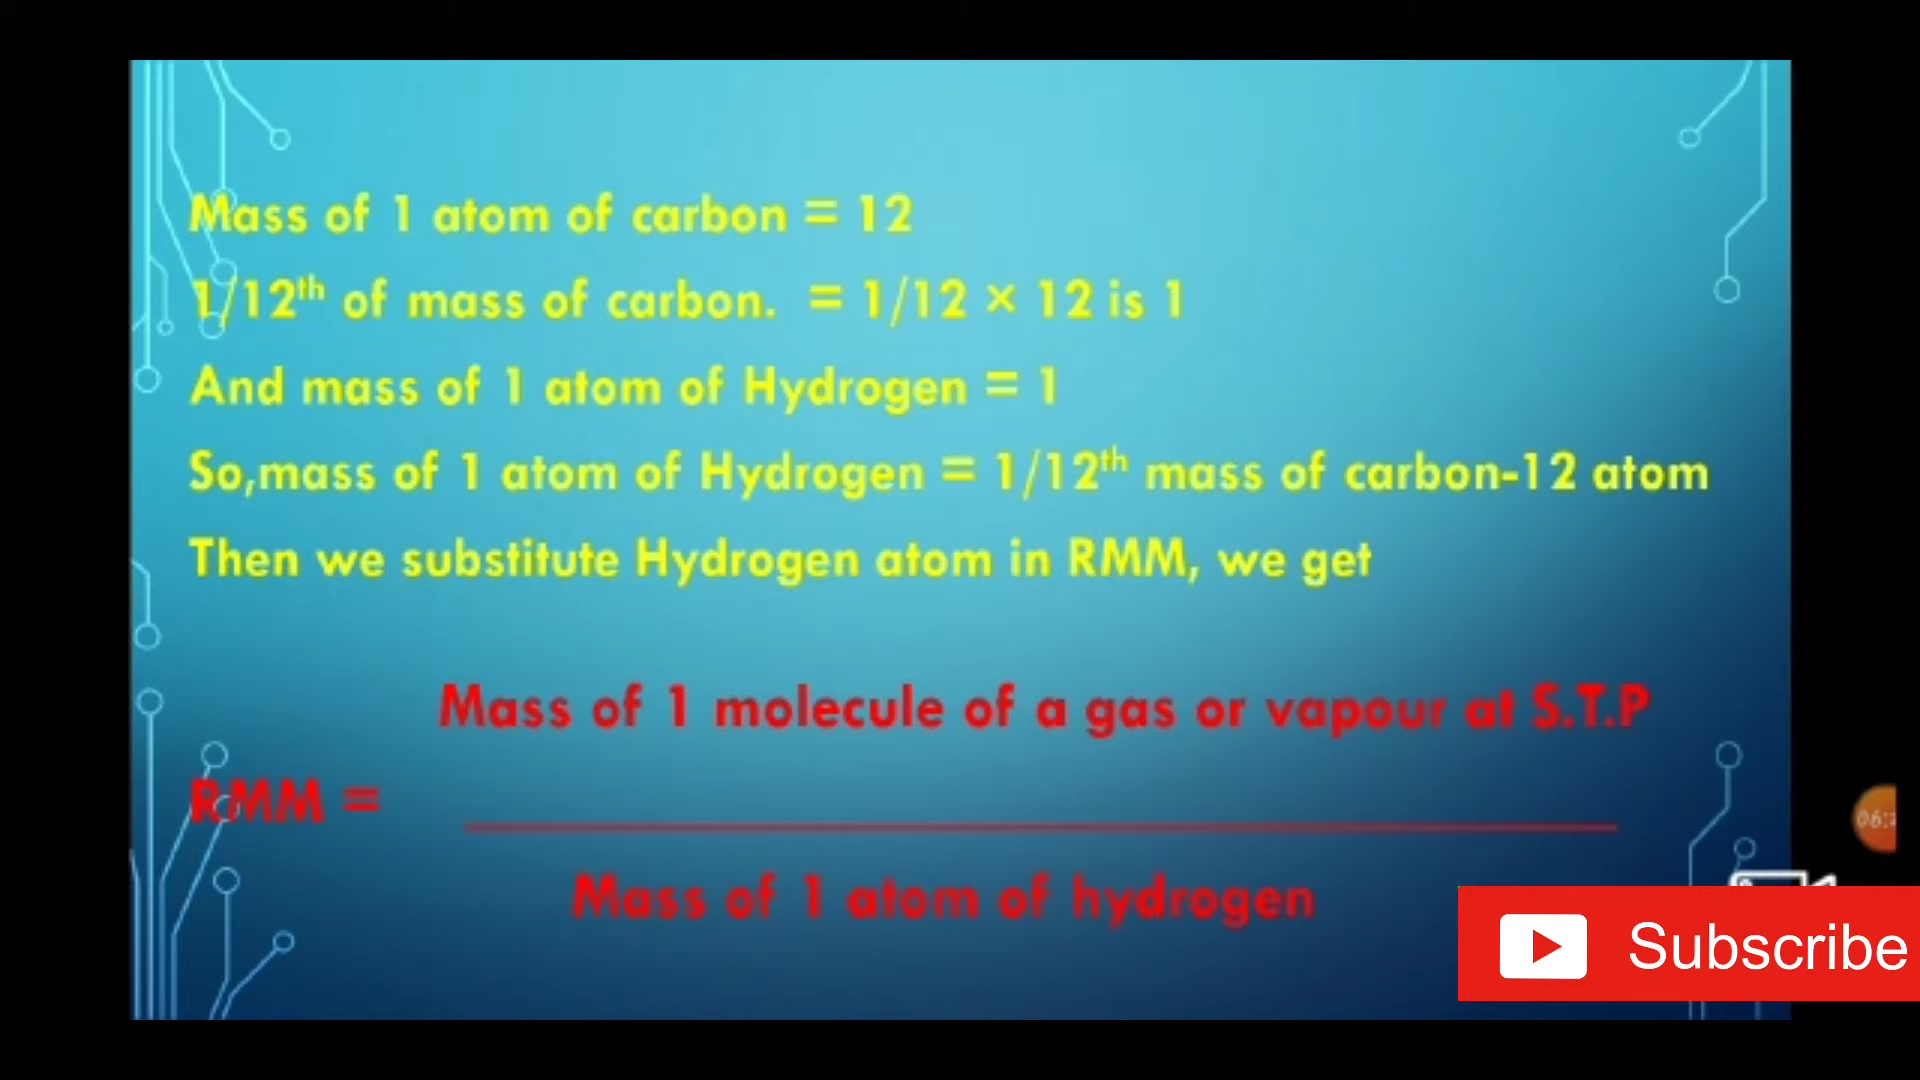 Mass of 1 atom of carbon = 12
1/12th of mass of carbon.  = 1/12 × 12 is 1
And mass of 1 atom of Hydrogen = 1
So,mass of 1 atom of Hydrogen = 1/12th mass of carbon-12 atom
Then we substitute Hydrogen atom in RMM, we get
Mass of 1 molecule of a gas or vapour at S.T.P
RMM =
Mass of 1 atom of hydrogen
Subscribe